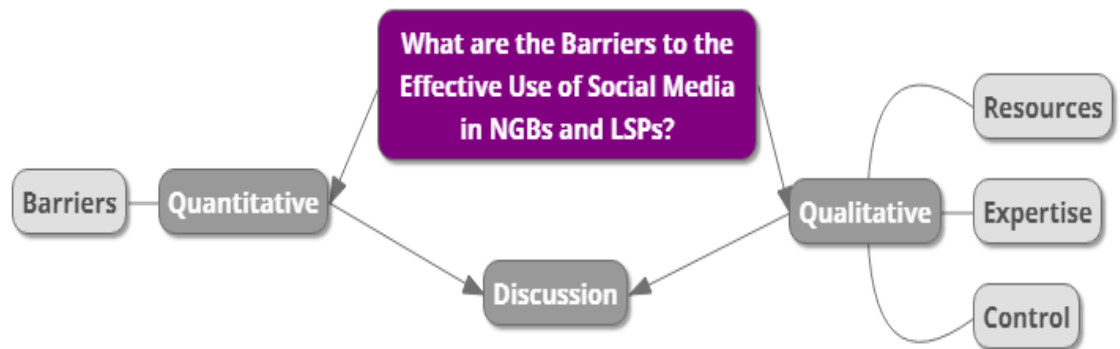 What are the Barriers to the
Effective Use of Social Media
in NGBs and LSPs?
Resources
Barriers
Quantitative
Qualitative
Expertise
Discussion
Control